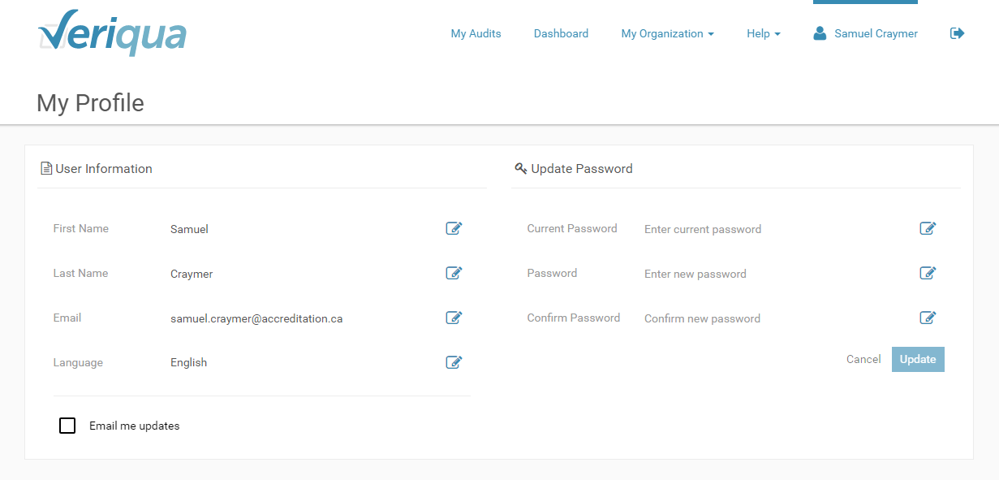 Veriqua
My Audits Dashboard My Organization Help Samuel Craymer
My Profile
User Information
First Name Samuel
Last Name Craymer
Email samuel.craymer@accreditation.ca
Language English
Email me updates
Update Password
Current Password Enter current password
Password Enter new password
Confirm Password Confirm new password
Cancel Update